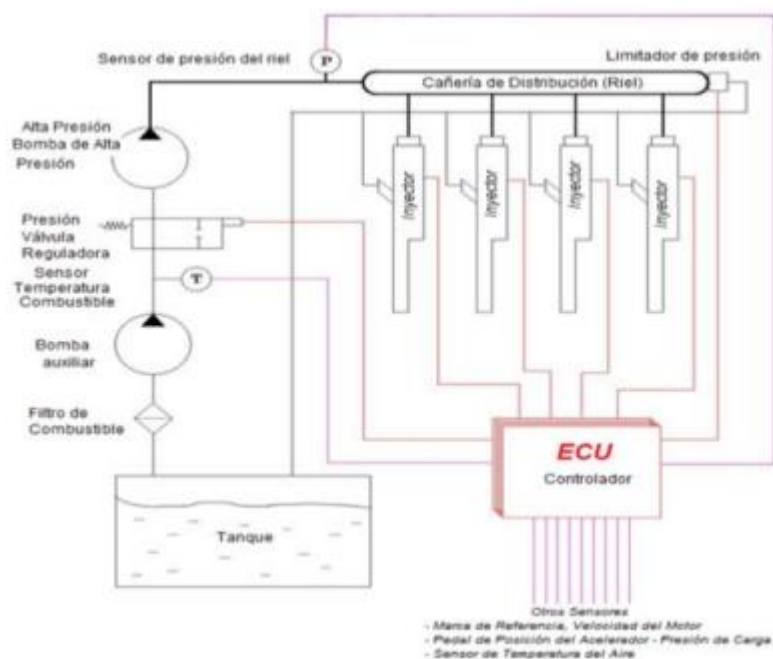 Sensor de presión del riel
P
Limitador de presión
Cañería de Distribución (Riel)
Alta Presión
Bomba de Alta
Presión
Inyector
Inyector
Inyector
Inyector
Presión
Válvula
Reguladora
Sensor
Temperatura
Combustible
T
Bomba
auxiliar
Filtro de
Combustible
ECU
Controlador
Tanque
Otros Sensores
- Marca de Referencia, Velocidad del Motor
- Pedal de Posición del Acelerador - Presión de Carga
- Sensor de Temperatura del Aire